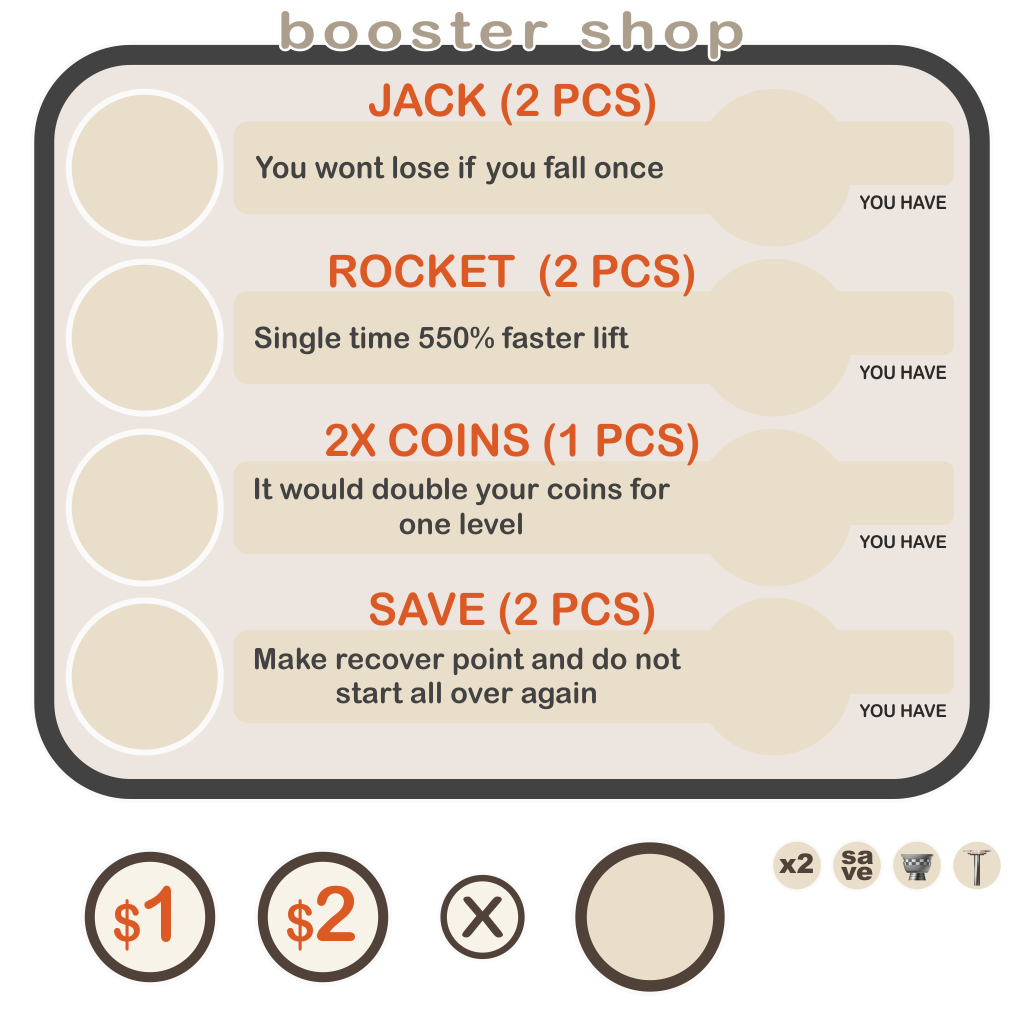 booster shop
JACK (2 PCS)
You wont lose if you fall once
YOU HAVE
ROCKET (2 PCS)
Single time 550% faster lift
YOU HAVE
2X COINS (1 PCS)
It would double your coins for
one level
YOU HAVE
SAVE (2 PCS)
Make recover point and do not
start all over again
YOU HAVE
$1
$2
X
x2
sa
ve